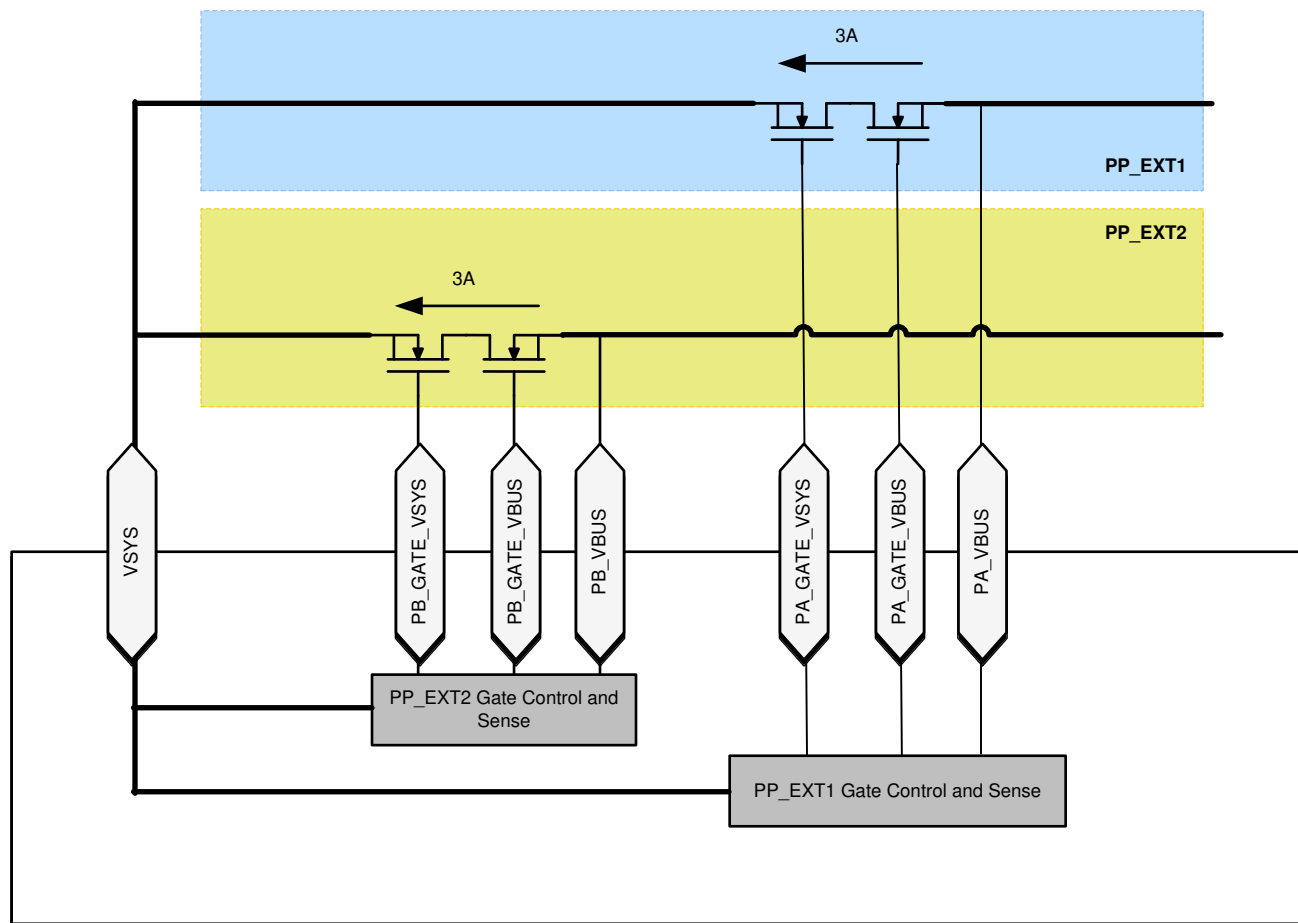 3A
PP_EXT1
PP_EXT2
3A
VSYS
PB_GATE_VSYS
PB_GATE_VBUS
PB_VBUS
PA_GATE_VSYS
PA_GATE_VBUS
PA_VBUS
PP_EXT2 Gate Control and
Sense
PP_EXT1 Gate Control and Sense